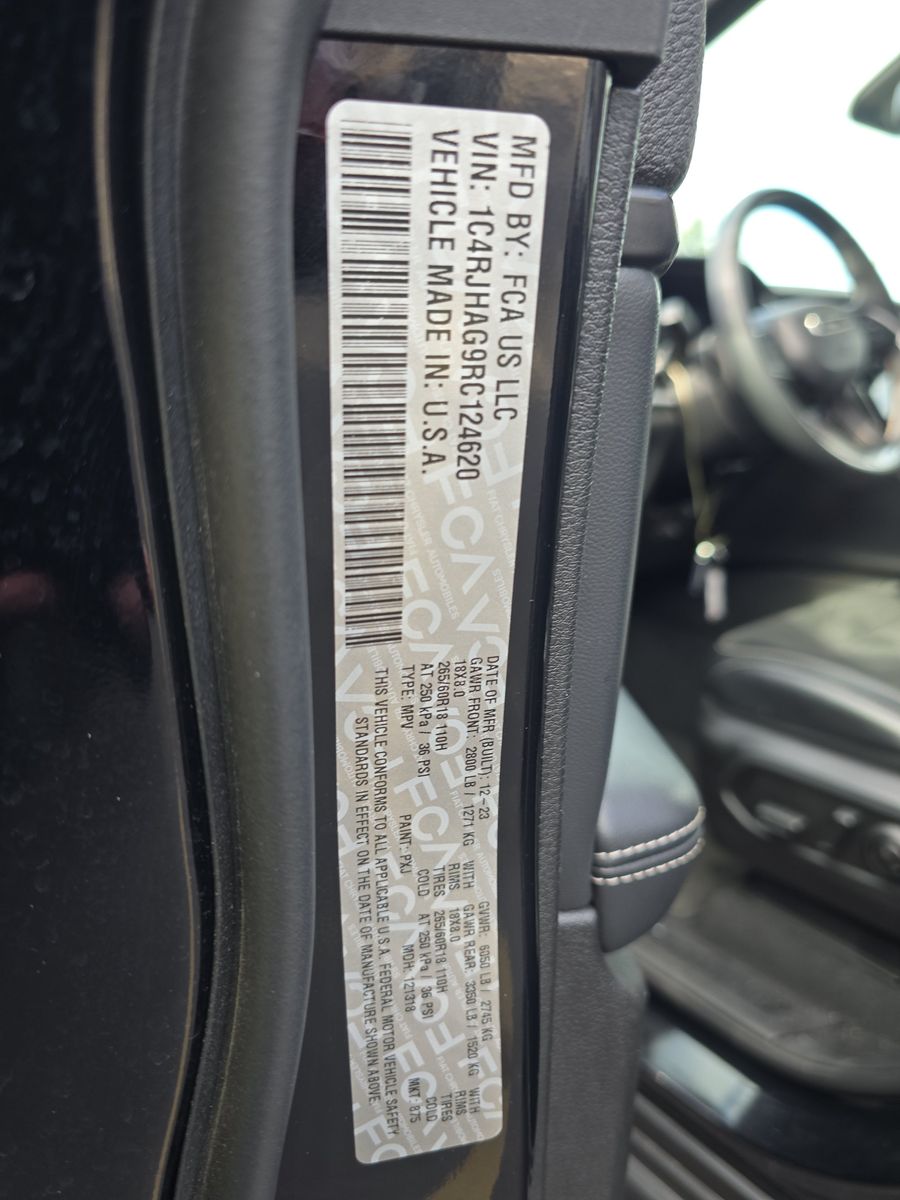 MFD BY: FCA US LLC
VIN: 1C4RJHAG9RC124620
VEHICLE MADE IN: U.S.A.
DATE OF MFR (BUILT): 12-23 GVWR: 6050 LB / 2745 KG
GAWR FRONT: 2800 LB / 1271 KG WITH GAWR REAR: 3350 LB / 1520 KG WITH
18X8.0 RIMS 18X8.0 RIMS
265/60R18 110H TIRES 265/60R18 110H TIRES
AT 250 kPa / 36 PSI COLD AT 250 kPa / 36 PSI COLD
TYPE: MPV PAINT: PXJ MDH: 121318 MKT: 875
THIS VEHICLE CONFORMS TO ALL APPLICABLE U.S.A. FEDERAL MOTOR VEHICLE SAFETY
STANDARDS IN EFFECT ON THE DATE OF MANUFACTURE SHOWN ABOVE.